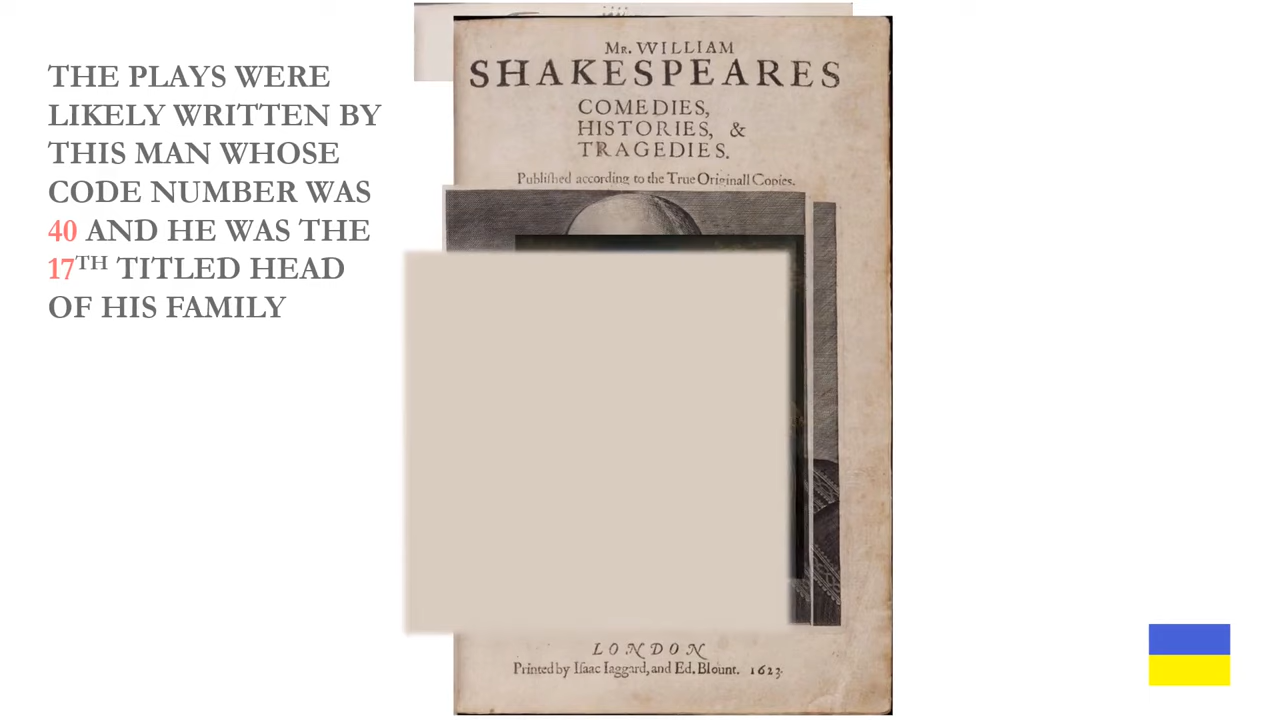 THE PLAYS WERE
LIKELY WRITTEN BY
THIS MAN WHOSE
CODE NUMBER WAS
40 AND HE WAS THE
17TH TITLED HEAD
OF HIS FAMILY
MR. WILLIAM
SHAKESPEARES
COMEDIES,
HISTORIES, &
TRAGEDIES.
Published according to the True Originall Copies.
LONDON
Printed by Isaac Iaggard, and Ed. Blount. 1623.